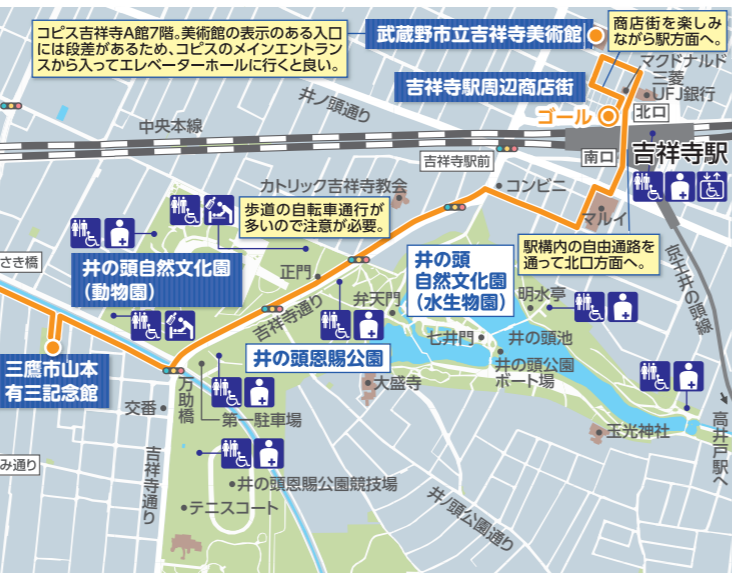 コピス吉祥寺A館7階。美術館の表示のある入口
には段差があるため、コピスのメインエントラン
スから入ってエレベーターホールに行くと良い。
武蔵野市立吉祥寺美術館
商店街を楽しみ
ながら駅方面へ。
吉祥寺駅周辺商店街
マクドナルド
三菱
UFJ銀行
井ノ頭通り
ゴール
北口
中央本線
吉祥寺駅前
南口
吉祥寺駅
カトリック吉祥寺教会
コンビニ
歩道の自転車通行が
多いので注意が必要。
マルイ
駅構内の自由通路を
通って北口方面へ。
京王井の頭線
さき橋
井の頭自然文化園
(動物園)
正門
吉祥寺通り
井の頭
自然文化園
(水生物園)
弁天門
明水亭
七井門
井の頭池
井の頭公園
ボート場
井の頭恩賜公園
三鷹市山本
有三記念館
万助橋
交番
第一駐車場
大盛寺
玉光神社
高井戸駅へ
み通り
吉祥寺通り
井の頭恩賜公園競技場
テニスコート
井ノ頭公園通り